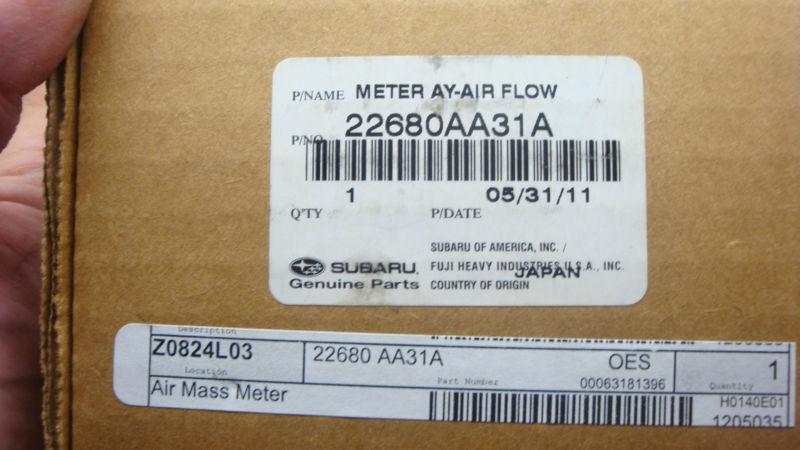 P/NAME METER AY-AIR FLOW
P/NO. 22680AA31A
1 05/31/11
Q'TY P/DATE
SUBARU OF AMERICA, INC. /
SUBARU. FUJI HEAVY INDUSTRIES U.S.A., INC.
JAPAN
Genuine Parts COUNTRY OF ORIGIN
Description
Z0824L03 22680 AA31A OES 1
Location Part Number 00063181396 Quantity
Air Mass Meter H0140E01
1205035